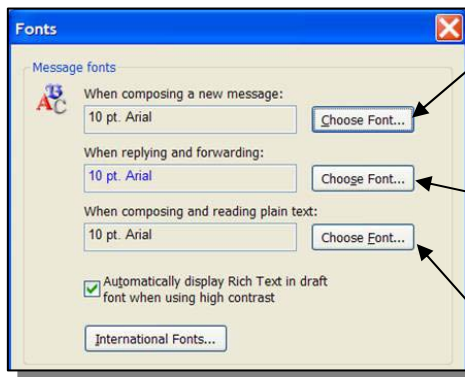 Fonts
Message fonts
When composing a new message:
10 pt. Arial
Choose Font...
When replying and forwarding:
10 pt. Arial
Choose Font...
When composing and reading plain text:
10 pt. Arial
Choose Font...
Automatically display Rich Text in draft
font when using high contrast
International Fonts...